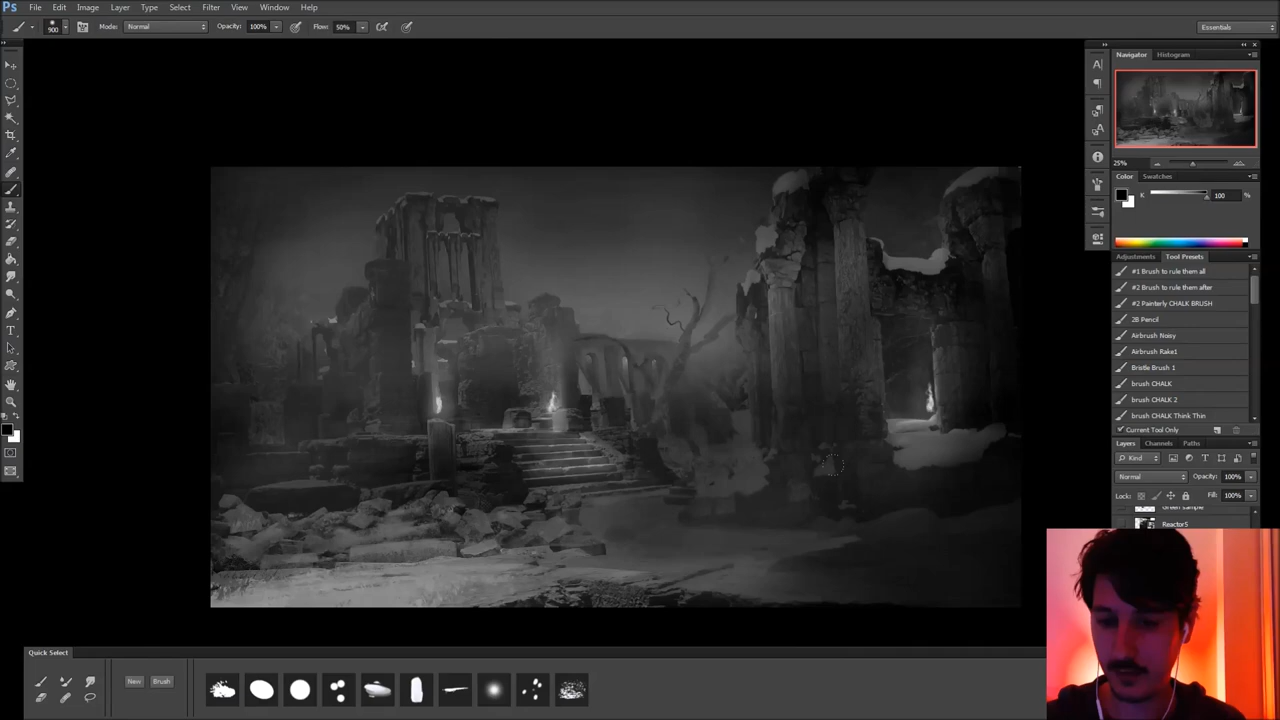 Ps File Edit Image Layer Type Select Filter View Window Help
900 Mode: Normal Opacity: 100% Flow: 50% Essentials
Navigator Histogram
25%
Color Swatches
K 100 %
Adjustments Tool Presets
#1 Brush to rule them all
#2 Brush to rule them after
#2 Painterly CHALK BRUSH
2B Pencil
Airbrush Noisy
Airbrush Rake1
Bristle Brush 1
brush CHALK
brush CHALK 2
brush CHALK Think Thin
Current Tool Only
Layers Channels Paths
Kind
Normal Opacity: 100%
Lock: Fill: 100%
Green sample
Reactor5
Quick Select
New Brush